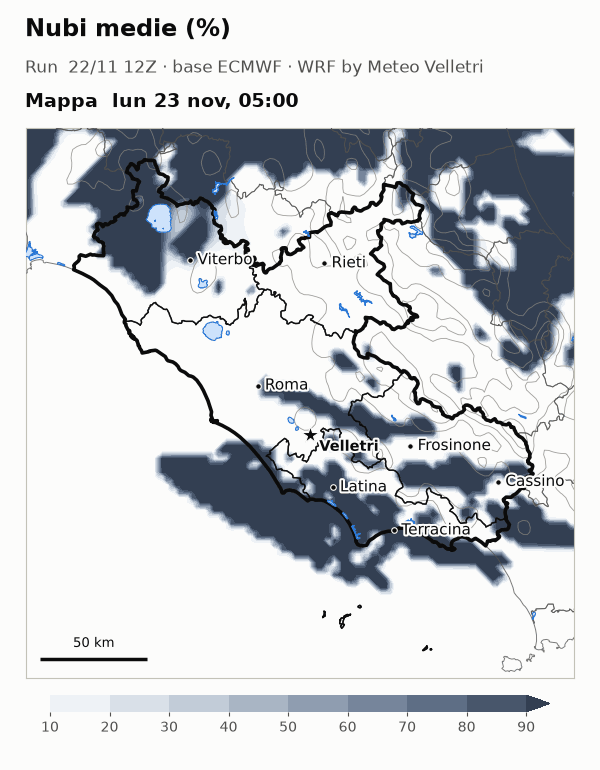 Nubi medie (%)
Run  22/11 12Z · base ECMWF · WRF by Meteo Velletri
Mappa  lun 23 nov, 05:00
Viterbo
Rieti
Roma
Velletri
Frosinone
Latina
Cassino
Terracina
50 km
10 20 30 40 50 60 70 80 90